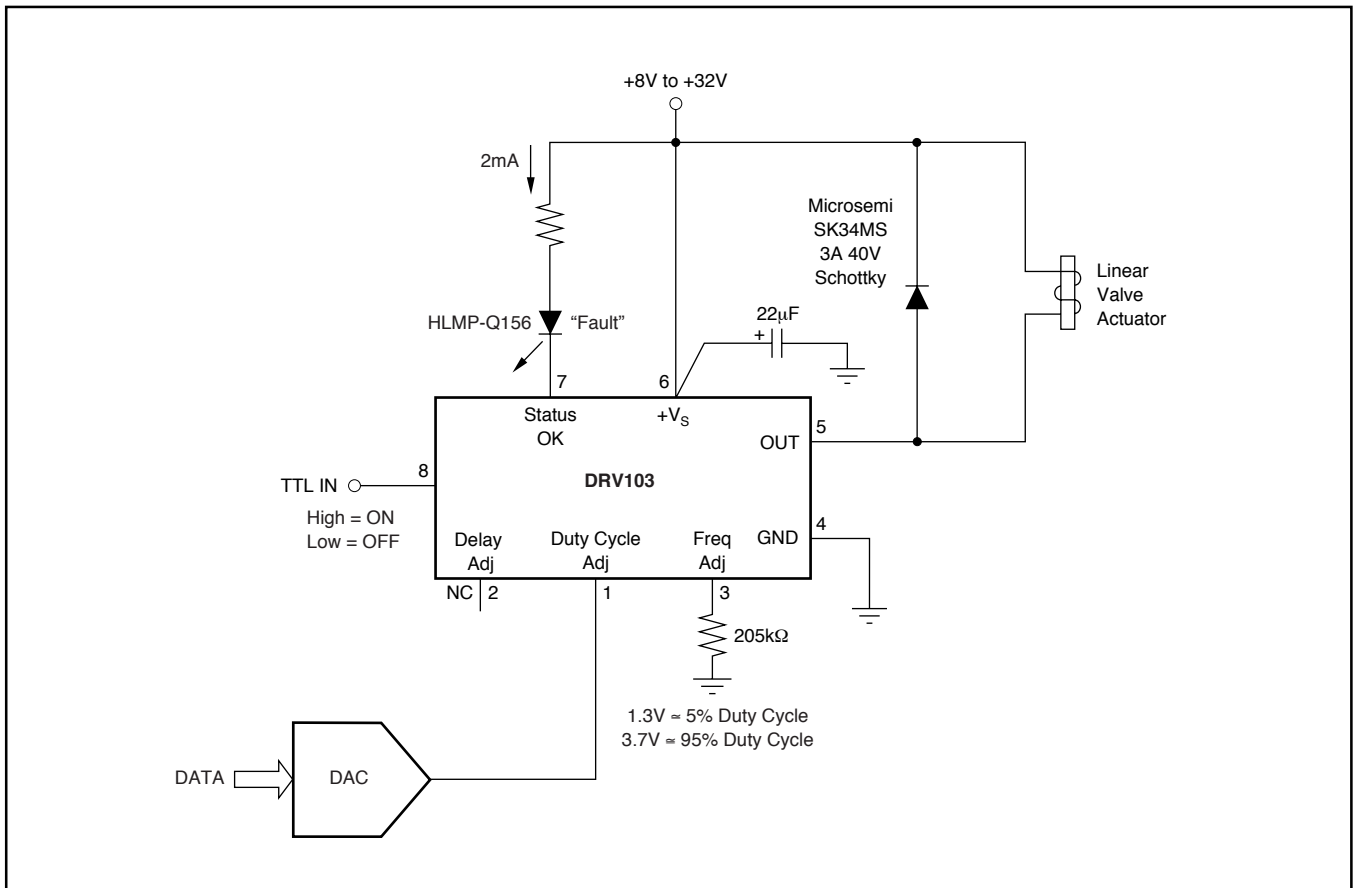 +8V to +32V
2mA
Microsemi
SK34MS
3A 40V
Schottky
Linear
Valve
Actuator
22µF
+
HLMP-Q156
“Fault”
7
6
Status
OK
+VS
5
OUT
DRV103
8
TTL IN
High = ON
Low = OFF
Delay
Adj
Duty Cycle
Adj
Freq
Adj
GND
4
NC
2
1
3
205kΩ
1.3V ≃ 5% Duty Cycle
3.7V ≃ 95% Duty Cycle
DATA
DAC